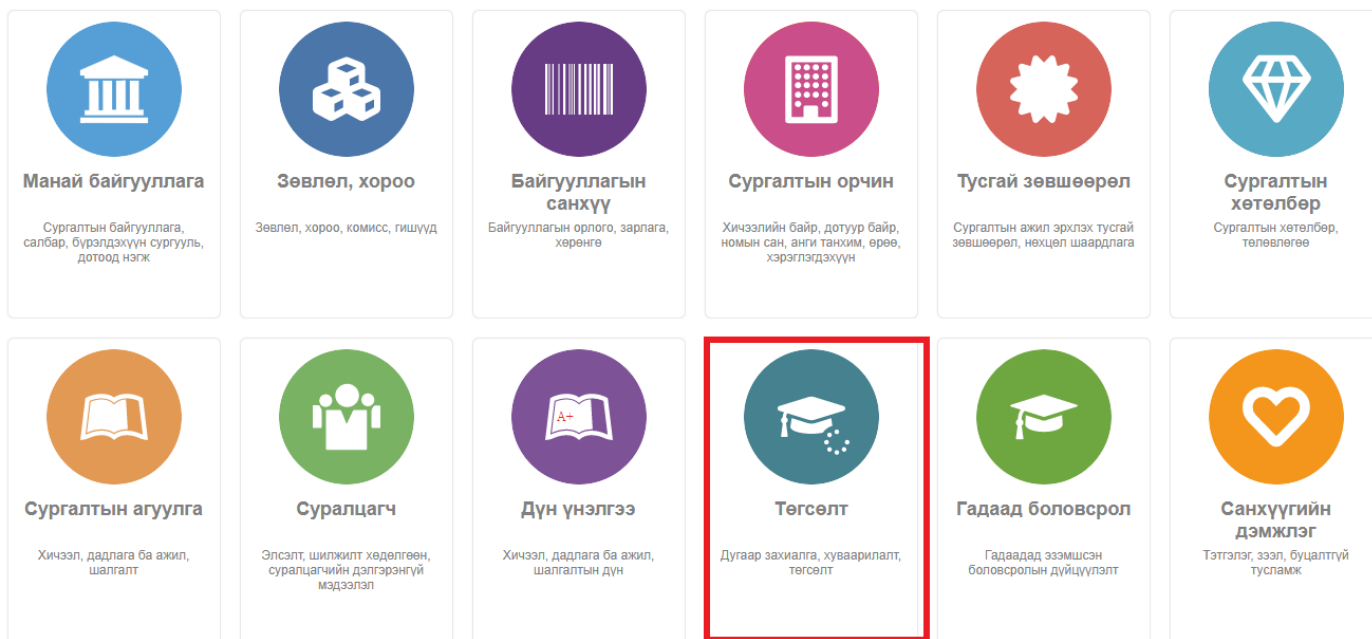 Манай байгууллага
Сургалтын байгууллага,
салбар, бүрэлдэхүүн сургууль,
дотоод нэгж
Зөвлөл, хороо
Зөвлөл, хороо, комисс, гишүүд
Байгууллагын
санхүү
Байгууллагын орлого, зарлага,
хөрөнгө
Сургалтын орчин
Хичээлийн байр, дотуур байр,
номын сан, анги танхим, өрөө,
хэрэглэгдэхүүн
Тусгай зөвшөөрөл
Сургалтын ажил эрхлэх тусгай
зөвшөөрөл, нөхцөл шаардлага
Сургалтын
хөтөлбөр
Сургалтын хөтөлбөр,
төлөвлөгөө
Сургалтын агуулга
Хичээл, дадлага ба ажил,
шалгалт
Суралцагч
Элсэлт, шилжилт хөдөлгөөн,
суралцагчийн дэлгэрэнгүй
мэдээлэл
A+
Дүн үнэлгээ
Хичээл, дадлага ба ажил,
шалгалтын дүн
Төгсөлт
Дугаар захиалга, хуваарилалт,
төгсөлт
Гадаад боловсрол
Гадаадад эзэмшсэн
боловсролын дүйцүүлэлт
Санхүүгийн
дэмжлэг
Тэтгэлэг, зээл, буцалтгүй
тусламж